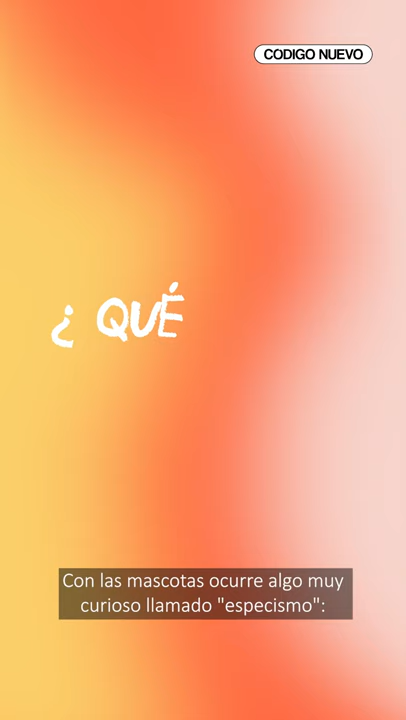 CODIGO NUEVO
¿ QUÉ
Con las mascotas ocurre algo muy
curioso llamado "especismo":